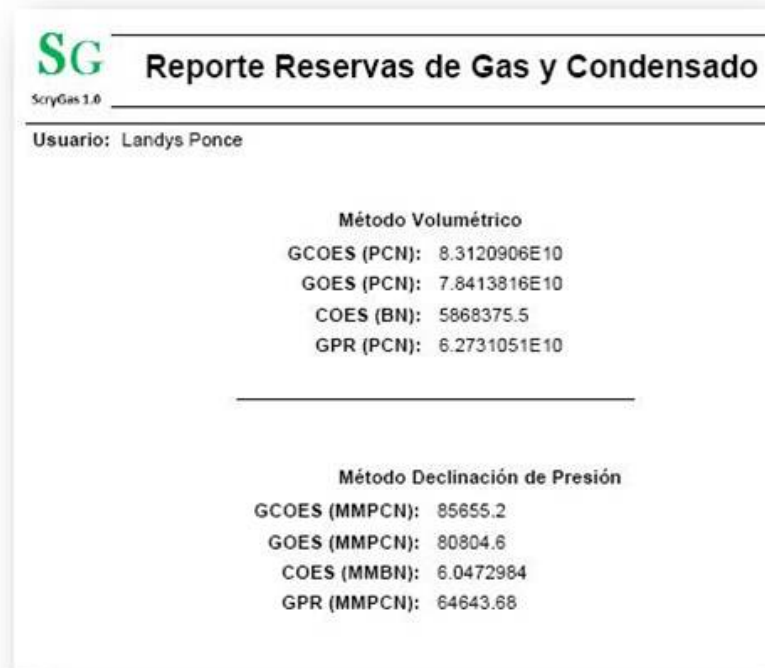 SG
Reporte Reservas de Gas y Condensado
ScryGas 1.0
Usuario: Landys Ponce
Método Volumétrico
GCOES (PCN): 8.3120906E10
GOES (PCN): 7.8413816E10
COES (BN): 5868375.5
GPR (PCN): 6.2731051E10
Método Declinación de Presión
GCOES (MMPCN): 85655.2
GOES (MMPCN): 80804.6
COES (MMBN): 6.0472984
GPR (MMPCN): 64643.68